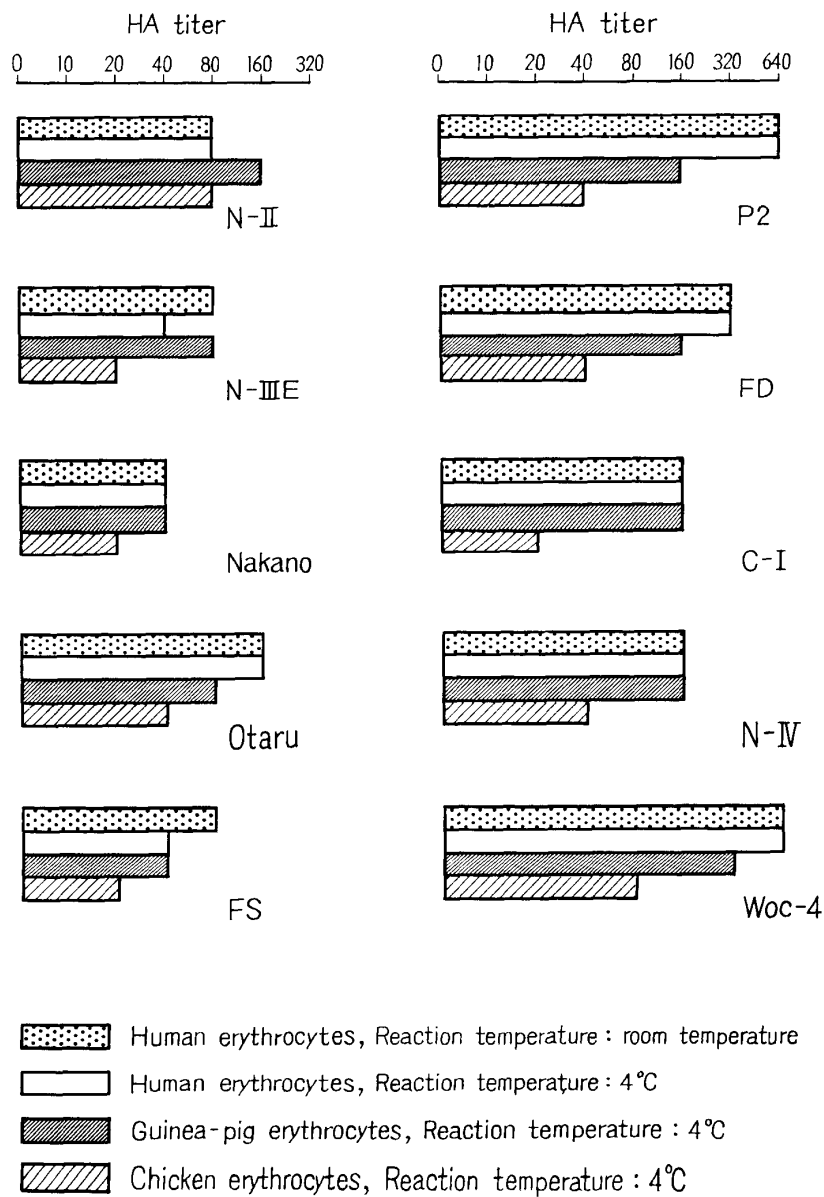 HA titer
0 10 20 40 80 160 320
N-II
N-IIIE
Nakano
Otaru
FS
HA titer
0 10 20 40 80 160 320 640
P2
FD
C-I
N-IV
Woc-4
Human erythrocytes, Reaction temperature : room temperature
Human erythrocytes, Reaction temperature : 4°C
Guinea-pig erythrocytes, Reaction temperature : 4°C
Chicken erythrocytes, Reaction temperature : 4°C